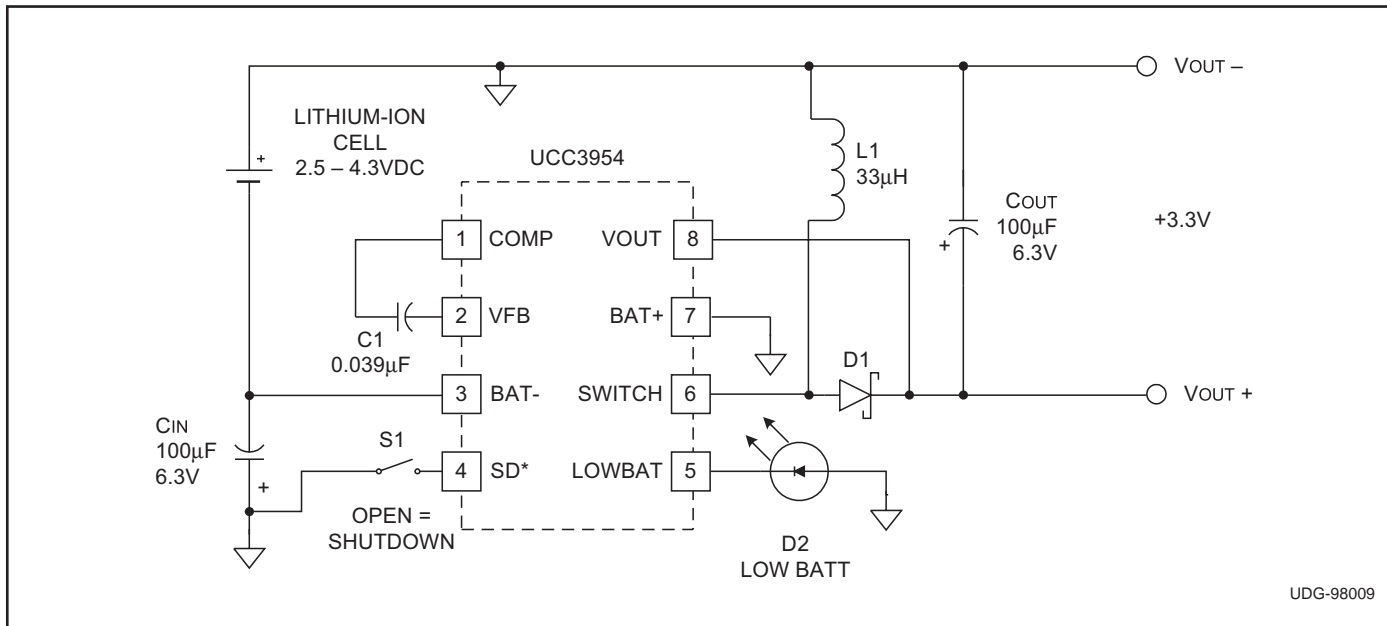 VOUT –
LITHIUM-ION
CELL
2.5 – 4.3VDC
+
UCC3954
L1
33μH
COUT
100μF
6.3V
+
+3.3V
1 COMP
VOUT 8
2 VFB
BAT+ 7
C1
0.039μF
D1
3 BAT-
SWITCH 6
VOUT +
CIN
100μF
6.3V
+
S1
4 SD*
LOWBAT 5
OPEN =
SHUTDOWN
D2
LOW BATT
UDG-98009